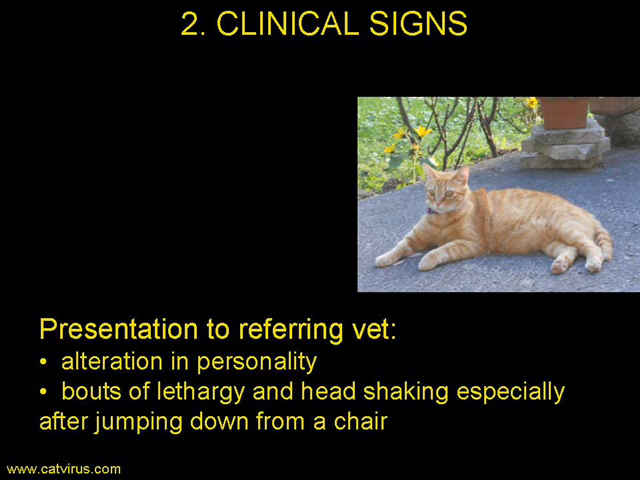 2. CLINICAL SIGNS
Presentation to referring vet:
• alteration in personality
• bouts of lethargy and head shaking especially
after jumping down from a chair
www.catvirus.com